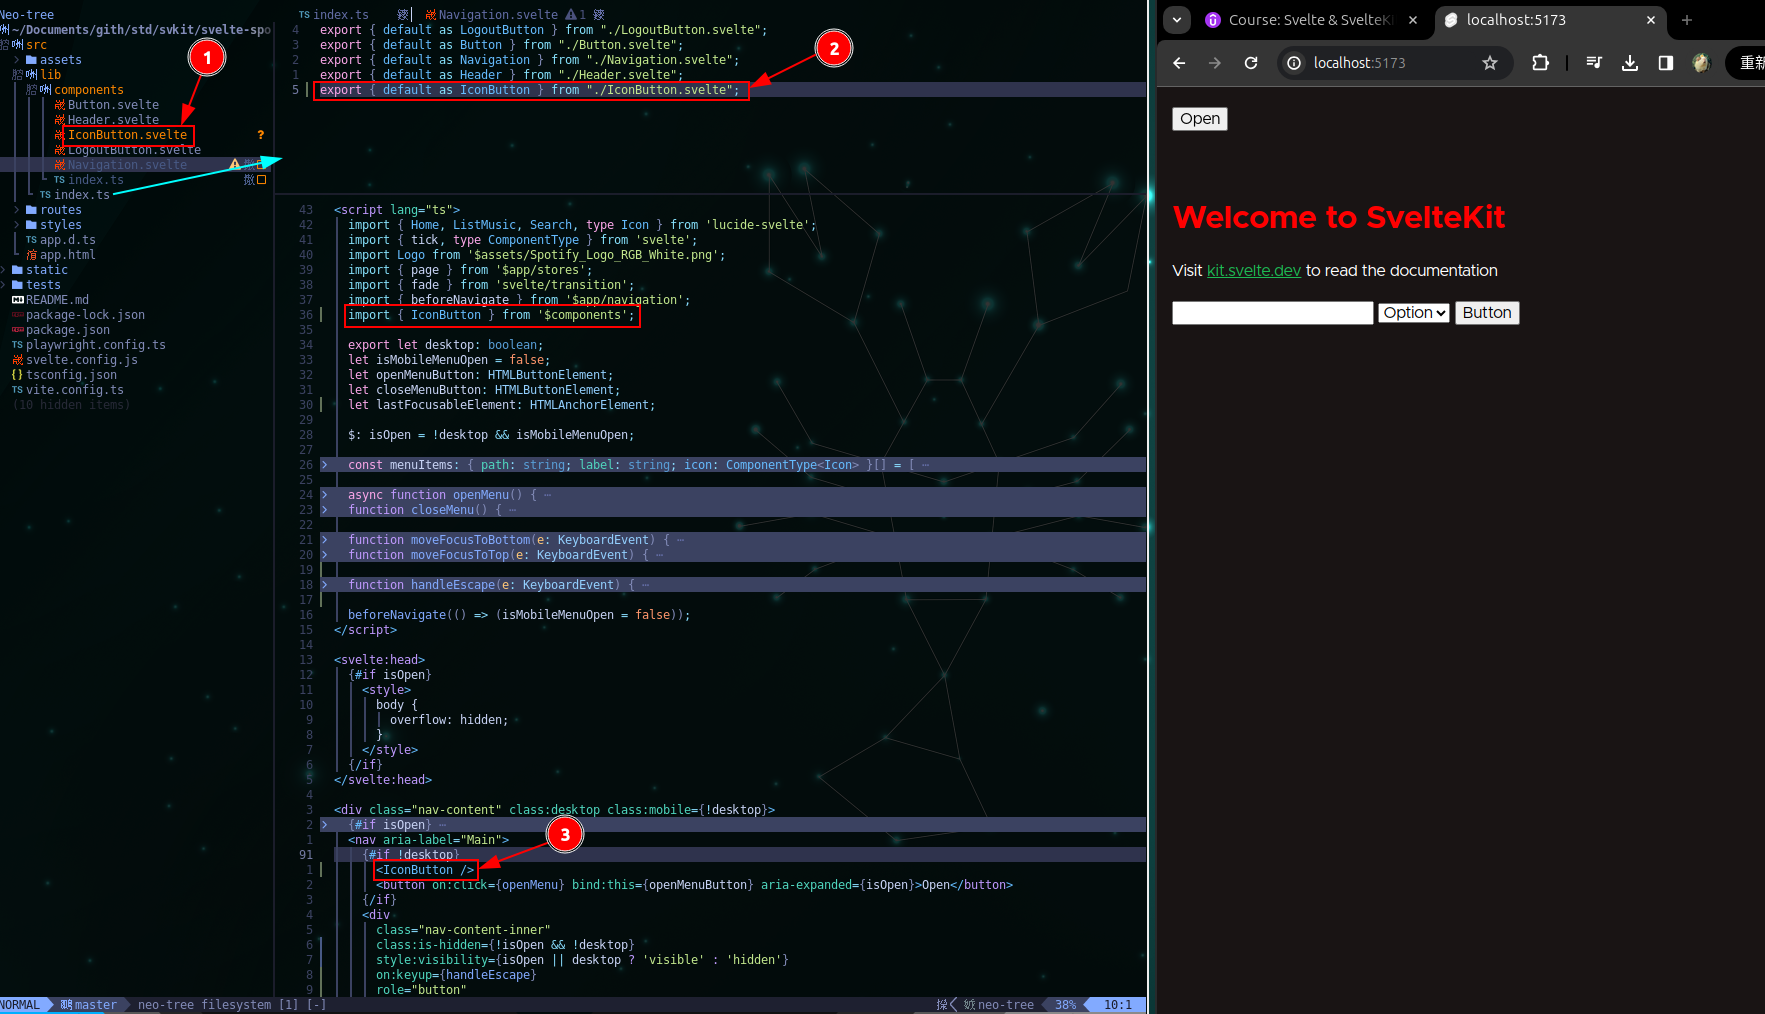 Neo-tree
~/Documents/gith/std/svkit/svelte-spo
src
assets
lib
components
Button.svelte
Header.svelte
IconButton.svelte ?
LogoutButton.svelte
Navigation.svelte
TS index.ts
TS index.ts
routes
styles
TS app.d.ts
app.html
static
tests
README.md
package-lock.json
package.json
TS playwright.config.ts
svelte.config.js
{} tsconfig.json
TS vite.config.ts
(10 hidden items)
1
2
3
TS index.ts Navigation.svelte 1
4 export { default as LogoutButton } from "./LogoutButton.svelte";
3 export { default as Button } from "./Button.svelte";
2 export { default as Navigation } from "./Navigation.svelte";
1 export { default as Header } from "./Header.svelte";
5 export { default as IconButton } from "./IconButton.svelte";
43 <script lang="ts">
42 import { Home, ListMusic, Search, type Icon } from 'lucide-svelte';
41 import { tick, type ComponentType } from 'svelte';
40 import Logo from '$assets/Spotify_Logo_RGB_White.png';
39 import { page } from '$app/stores';
38 import { fade } from 'svelte/transition';
37 import { beforeNavigate } from '$app/navigation';
36 import { IconButton } from '$components';
35
34 export let desktop: boolean;
33 let isMobileMenuOpen = false;
32 let openMenuButton: HTMLButtonElement;
31 let closeMenuButton: HTMLButtonElement;
30 let lastFocusableElement: HTMLAnchorElement;
29
28 $: isOpen = !desktop && isMobileMenuOpen;
27
26 const menuItems: { path: string; label: string; icon: ComponentType<Icon> }[] = [ ⋯
25
24 async function openMenu() { ⋯
23 function closeMenu() { ⋯
22
21 function moveFocusToBottom(e: KeyboardEvent) { ⋯
20 function moveFocusToTop(e: KeyboardEvent) { ⋯
19
18 function handleEscape(e: KeyboardEvent) { ⋯
17
16 beforeNavigate(() => (isMobileMenuOpen = false));
15 </script>
14
13 <svelte:head>
12 {#if isOpen}
11 <style>
10 body {
9 overflow: hidden;
8 }
7 </style>
6 {/if}
5 </svelte:head>
4
3 <div class="nav-content" class:desktop class:mobile={!desktop}>
2 {#if isOpen} ⋯
1 <nav aria-label="Main">
91 {#if !desktop}
1 <IconButton />
2 <button on:click={openMenu} bind:this={openMenuButton} aria-expanded={isOpen}>Open</button>
3 {/if}
4 <div
5 class="nav-content-inner"
6 class:is-hidden={!isOpen && !desktop}
7 style:visibility={isOpen || desktop ? 'visible' : 'hidden'}
8 on:keyup={handleEscape}
9 role="button"
NORMAL master neo-tree filesystem [1] [-] neo-tree 38% 10:1
Course: Svelte & SvelteK
localhost:5173
localhost:5173
重新
Open
Welcome to SvelteKit
Visit kit.svelte.dev to read the documentation
Option Button